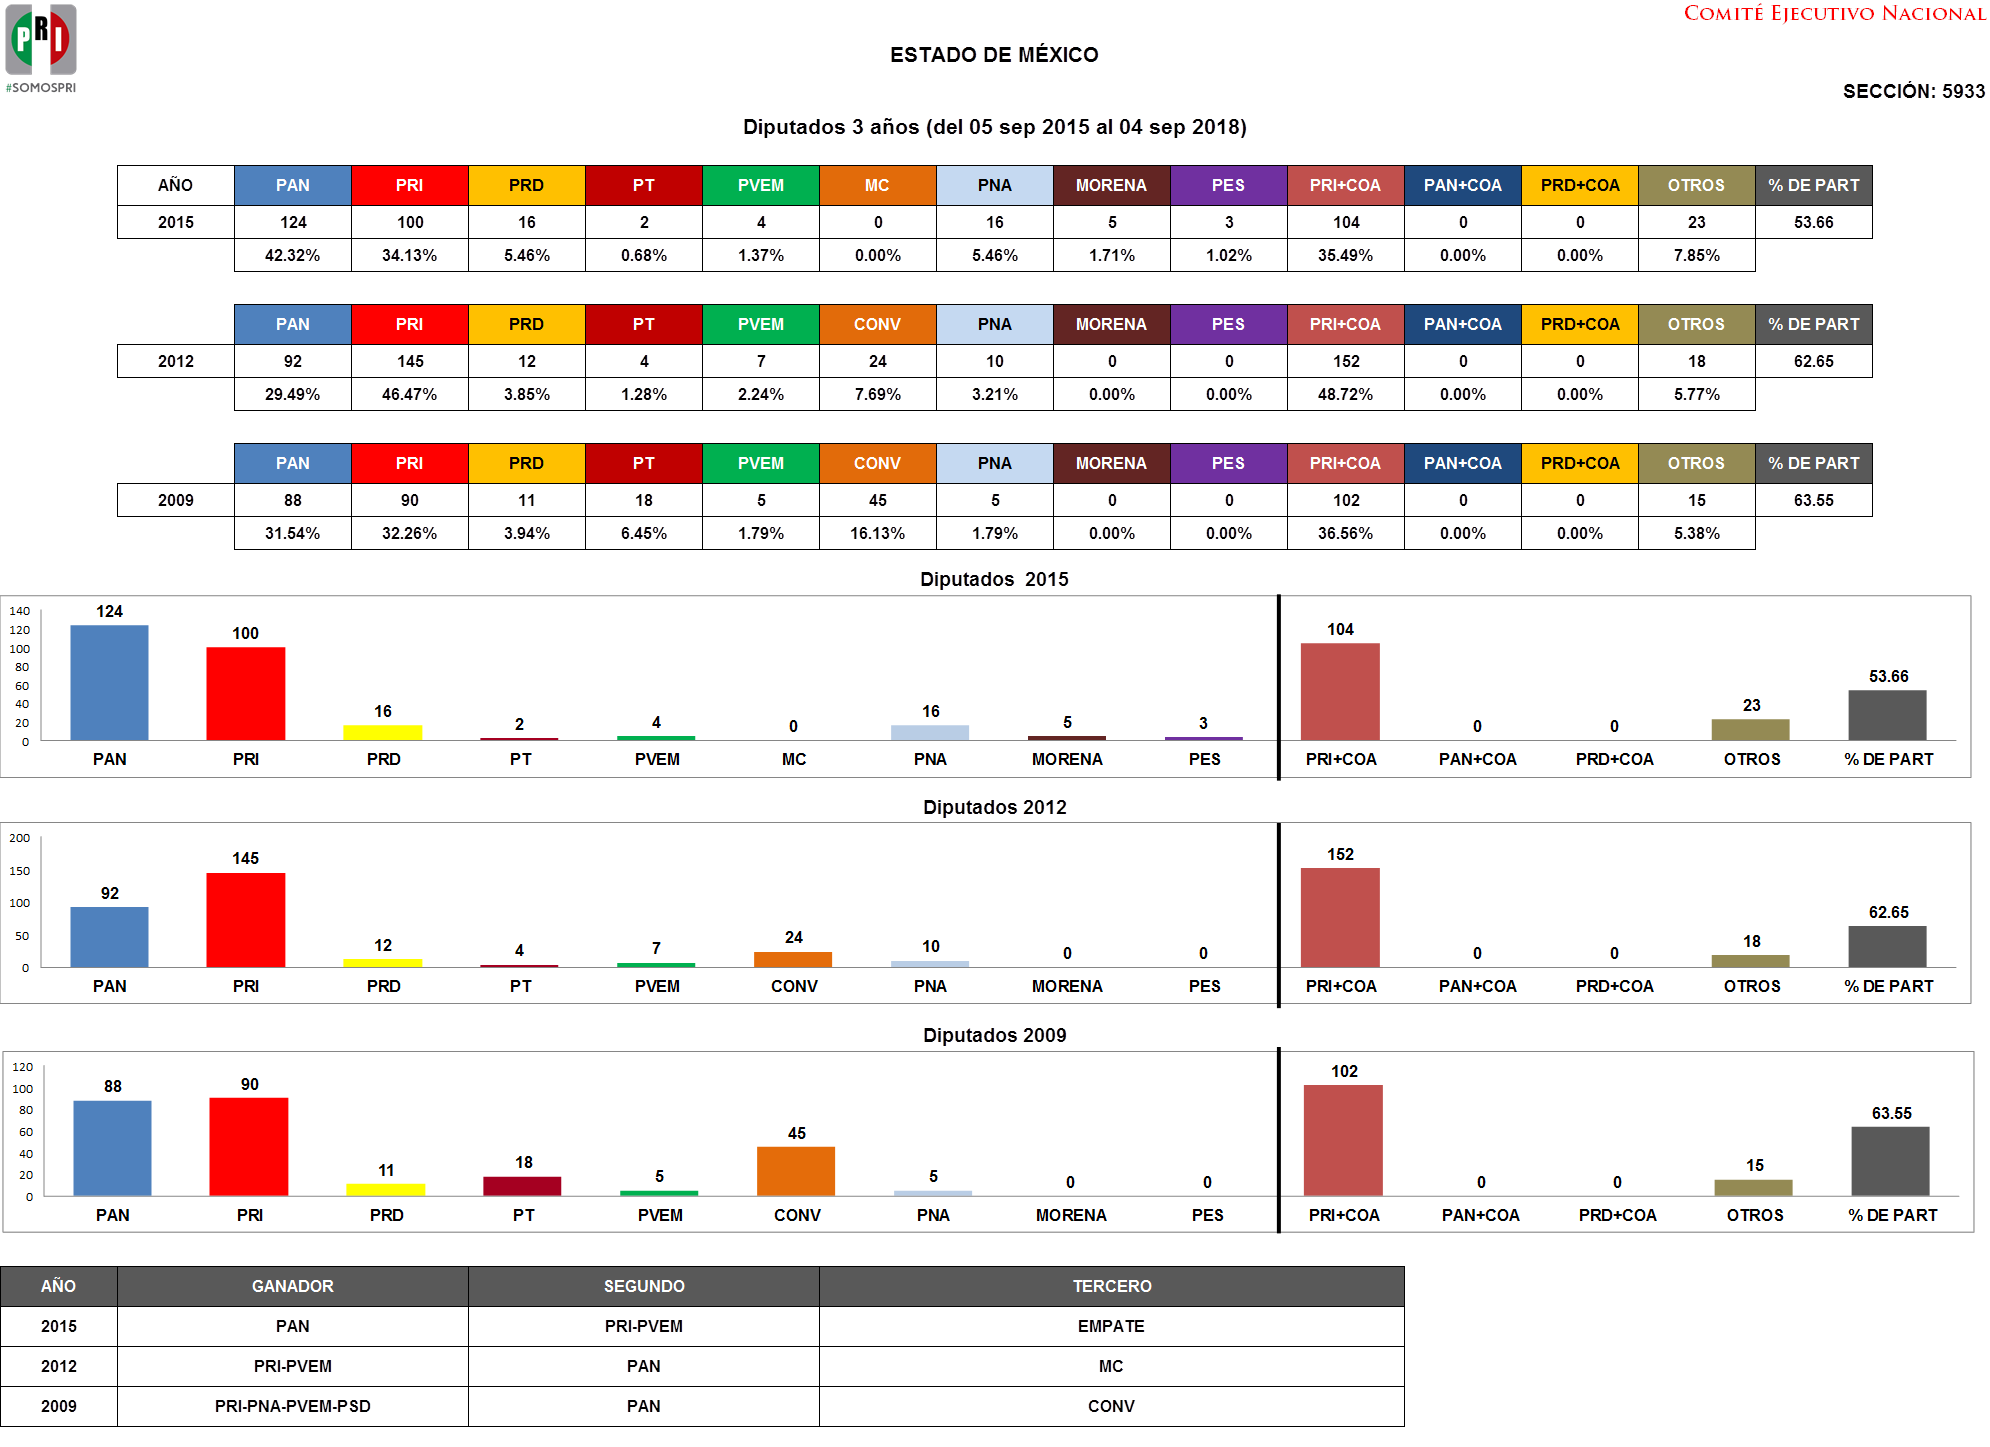 PRI
#SOMOSPRI
COMITÉ EJECUTIVO NACIONAL
ESTADO DE MÉXICO
SECCIÓN: 5933
Diputados 3 años (del 05 sep 2015 al 04 sep 2018)
AÑO PAN PRI PRD PT PVEM MC PNA MORENA PES PRI+COA PAN+COA PRD+COA OTROS % DE PART
2015 124 100 16 2 4 0 16 5 3 104 0 0 23 53.66
42.32% 34.13% 5.46% 0.68% 1.37% 0.00% 5.46% 1.71% 1.02% 35.49% 0.00% 0.00% 7.85%
PAN PRI PRD PT PVEM CONV PNA MORENA PES PRI+COA PAN+COA PRD+COA OTROS % DE PART
2012 92 145 12 4 7 24 10 0 0 152 0 0 18 62.65
29.49% 46.47% 3.85% 1.28% 2.24% 7.69% 3.21% 0.00% 0.00% 48.72% 0.00% 0.00% 5.77%
PAN PRI PRD PT PVEM CONV PNA MORENA PES PRI+COA PAN+COA PRD+COA OTROS % DE PART
2009 88 90 11 18 5 45 5 0 0 102 0 0 15 63.55
31.54% 32.26% 3.94% 6.45% 1.79% 16.13% 1.79% 0.00% 0.00% 36.56% 0.00% 0.00% 5.38%
Diputados 2015
140
120
100
80
60
40
20
0
124 100 16 2 4 0 16 5 3 104 0 0 23 53.66
PAN PRI PRD PT PVEM MC PNA MORENA PES PRI+COA PAN+COA PRD+COA OTROS % DE PART
Diputados 2012
200
150
100
50
0
92 145 12 4 7 24 10 0 0 152 0 0 18 62.65
PAN PRI PRD PT PVEM CONV PNA MORENA PES PRI+COA PAN+COA PRD+COA OTROS % DE PART
Diputados 2009
120
100
80
60
40
20
0
88 90 11 18 5 45 5 0 0 102 0 0 15 63.55
PAN PRI PRD PT PVEM CONV PNA MORENA PES PRI+COA PAN+COA PRD+COA OTROS % DE PART
AÑO GANADOR SEGUNDO TERCERO
2015 PAN PRI-PVEM EMPATE
2012 PRI-PVEM PAN MC
2009 PRI-PNA-PVEM-PSD PAN CONV